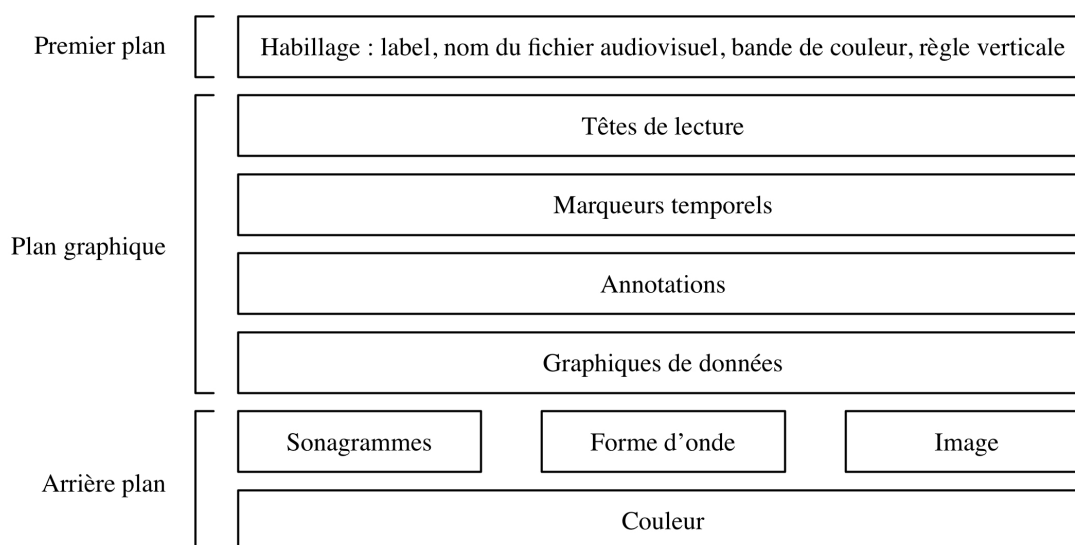 Premier plan
Habillage : label, nom du fichier audiovisuel, bande de couleur, règle verticale
Têtes de lecture
Marqueurs temporels
Plan graphique
Annotations
Graphiques de données
Sonagrammes
Forme d’onde
Image
Arrière plan
Couleur